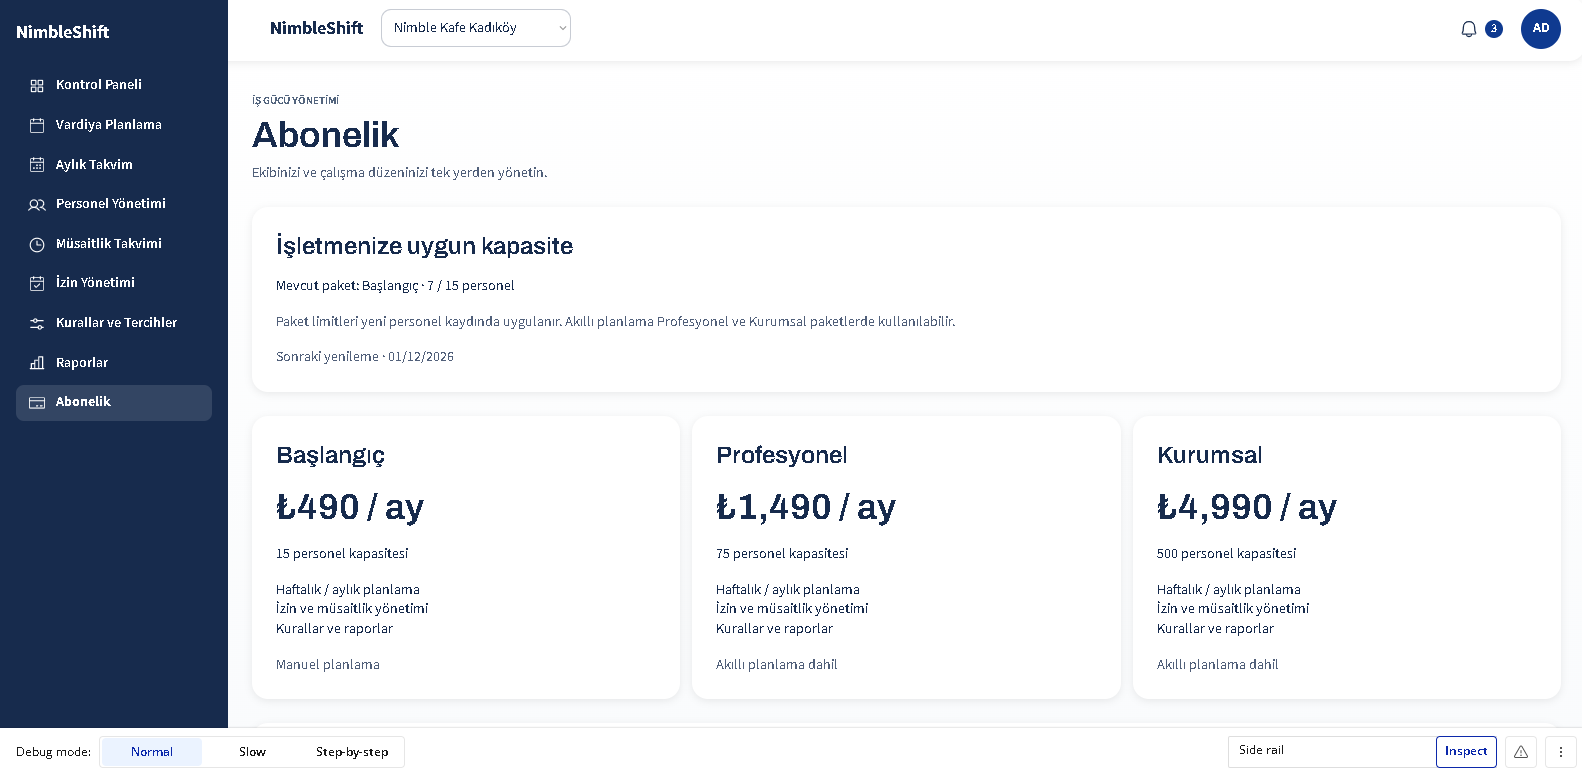 NimbleShift
Kontrol Paneli
Vardiya Planlama
Aylık Takvim
Personel Yönetimi
Müsaitlik Takvimi
İzin Yönetimi
Kurallar ve Tercihler
Raporlar
Abonelik
NimbleShift
Nimble Kafe Kadıköy
3
AD
İŞ GÜCÜ YÖNETİMİ
Abonelik
Ekibinizi ve çalışma düzeninizi tek yerden yönetin.
İşletmenize uygun kapasite
Mevcut paket: Başlangıç · 7 / 15 personel
Paket limitleri yeni personel kaydında uygulanır. Akıllı planlama Profesyonel ve Kurumsal paketlerde kullanılabilir.
Sonraki yenileme · 01/12/2026
Başlangıç
₺490 / ay
15 personel kapasitesi
Haftalık / aylık planlama
İzin ve müsaitlik yönetimi
Kurallar ve raporlar
Manuel planlama
Profesyonel
₺1,490 / ay
75 personel kapasitesi
Haftalık / aylık planlama
İzin ve müsaitlik yönetimi
Kurallar ve raporlar
Akıllı planlama dahil
Kurumsal
₺4,990 / ay
500 personel kapasitesi
Haftalık / aylık planlama
İzin ve müsaitlik yönetimi
Kurallar ve raporlar
Akıllı planlama dahil
Debug mode:
Normal
Slow
Step-by-step
Side rail
Inspect